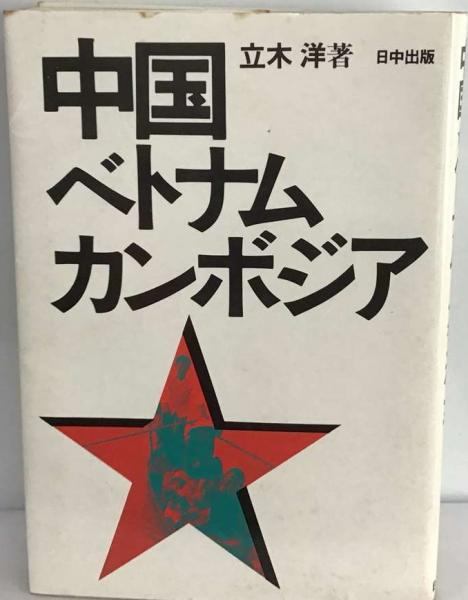 立木 洋著
日中出版
中国
ベトナム
カンボジア